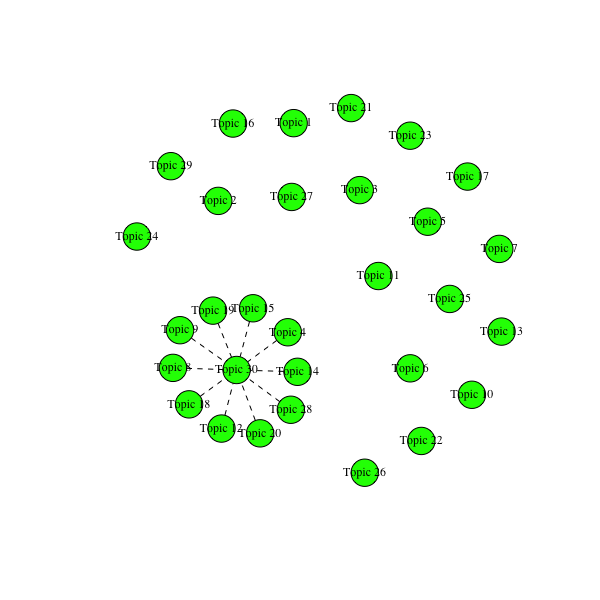 Topic 21
Topic 16
Topic 1
Topic 23
Topic 29
Topic 17
Topic 3
Topic 27
Topic 2
Topic 5
Topic 24
Topic 7
Topic 11
Topic 25
Topic 19
Topic 15
Topic 9
Topic 4
Topic 13
Topic 8
Topic 30
Topic 14
Topic 6
Topic 10
Topic 18
Topic 28
Topic 12
Topic 20
Topic 22
Topic 26